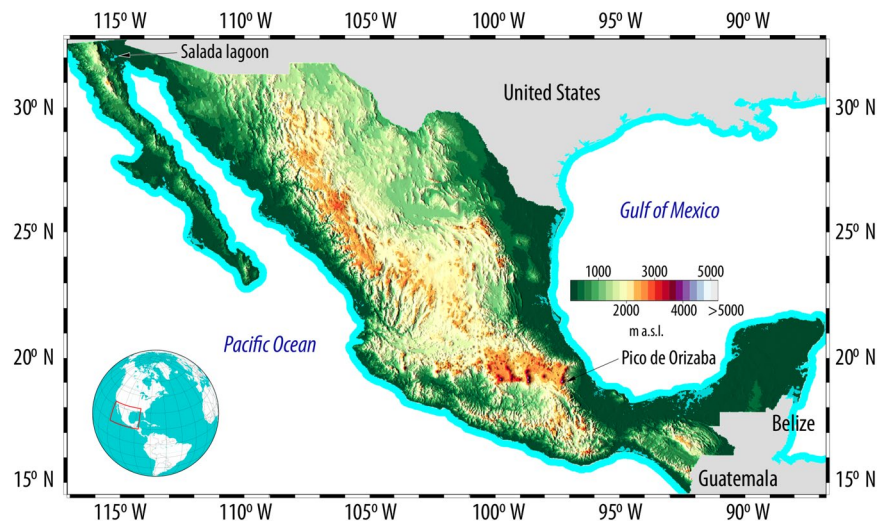 115º W 110º W 105º W 100º W 95º W 90º W
Salada lagoon
United States
30º N 30º N
Gulf of Mexico
25º N 25º N
1000 3000 5000
2000 4000 >5000
m a.s.l.
Pacific Ocean
Pico de Orizaba
20º N 20º N
Belize
15º N 15º N
Guatemala
115º W 110º W 105º W 100º W 95º W 90º W